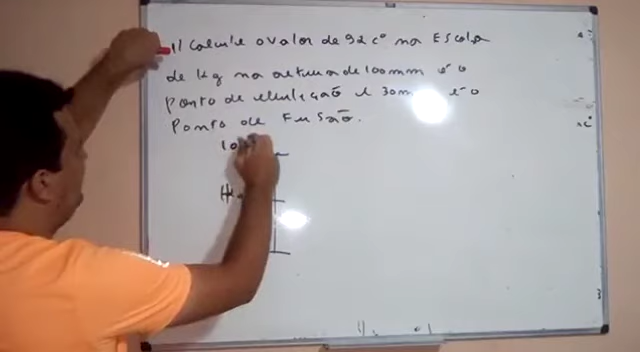 1) Calcule o valor de 92 c° na Escala
de kg na altura de 100mm é o
ponto de ebulição e 30m é o
Ponto de Fusão.
100
H